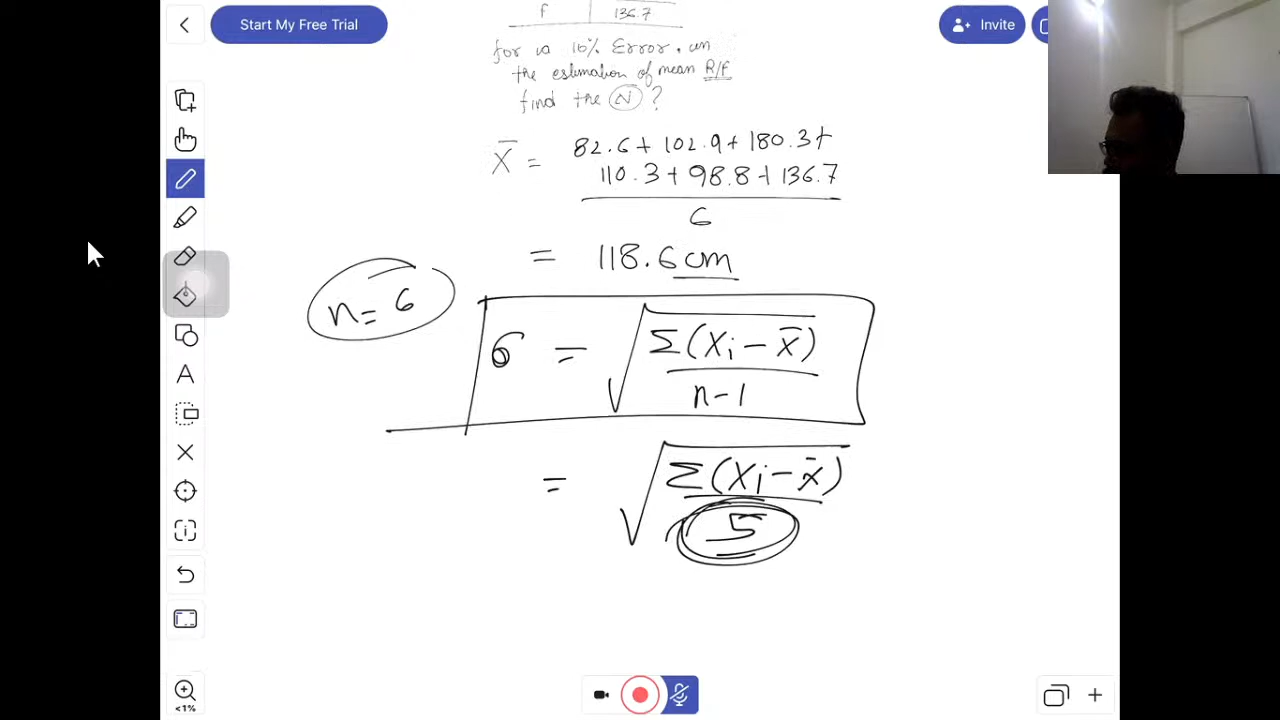 Start My Free Trial
Invite
F 136.7
for a 10% Error, in
the estimation of mean R/F
find the N ?
X̄ = 82.6 + 102.9 + 180.3 +
110.3 + 98.8 + 136.7
6
= 118.6 cm
n = 6
σ = √ Σ(Xi − x̄)
n − 1
= √ Σ(Xi − x̄)
5
A
<1%